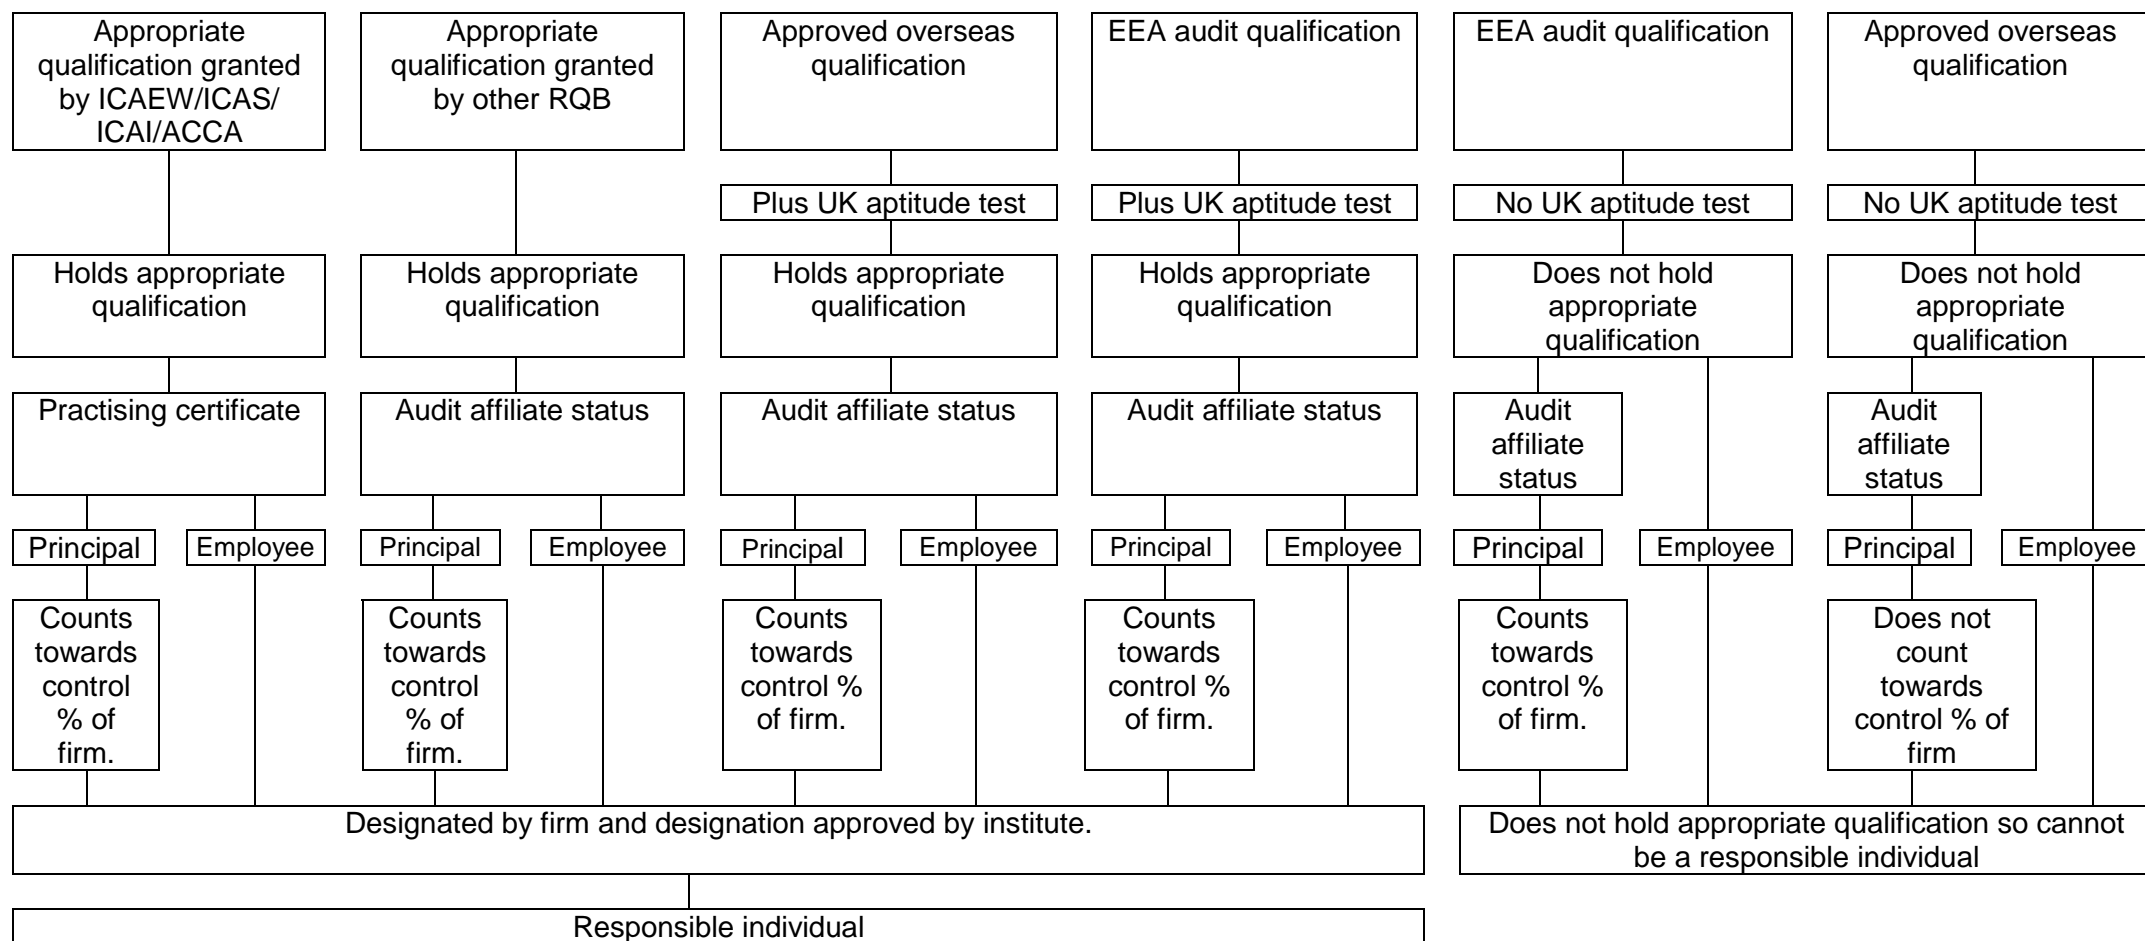 Appropriate
qualification granted
by ICAEW/ICAS/
ICAI/ACCA
Appropriate
qualification granted
by other RQB
Approved overseas
qualification
EEA audit qualification
EEA audit qualification
Approved overseas
qualification
Plus UK aptitude test
Plus UK aptitude test
No UK aptitude test
No UK aptitude test
Holds appropriate
qualification
Holds appropriate
qualification
Holds appropriate
qualification
Holds appropriate
qualification
Does not hold
appropriate
qualification
Does not hold
appropriate
qualification
Practising certificate
Audit affiliate status
Audit affiliate status
Audit affiliate status
Audit
affiliate
status
Audit
affiliate
status
Principal
Employee
Principal
Employee
Principal
Employee
Principal
Employee
Principal
Employee
Principal
Employee
Counts
towards
control
% of
firm.
Counts
towards
control
% of
firm.
Counts
towards
control %
of firm.
Counts
towards
control %
of firm.
Counts
towards
control %
of firm.
Does not
count
towards
control % of
firm
Designated by firm and designation approved by institute.
Does not hold appropriate qualification so cannot
be a responsible individual
Responsible individual